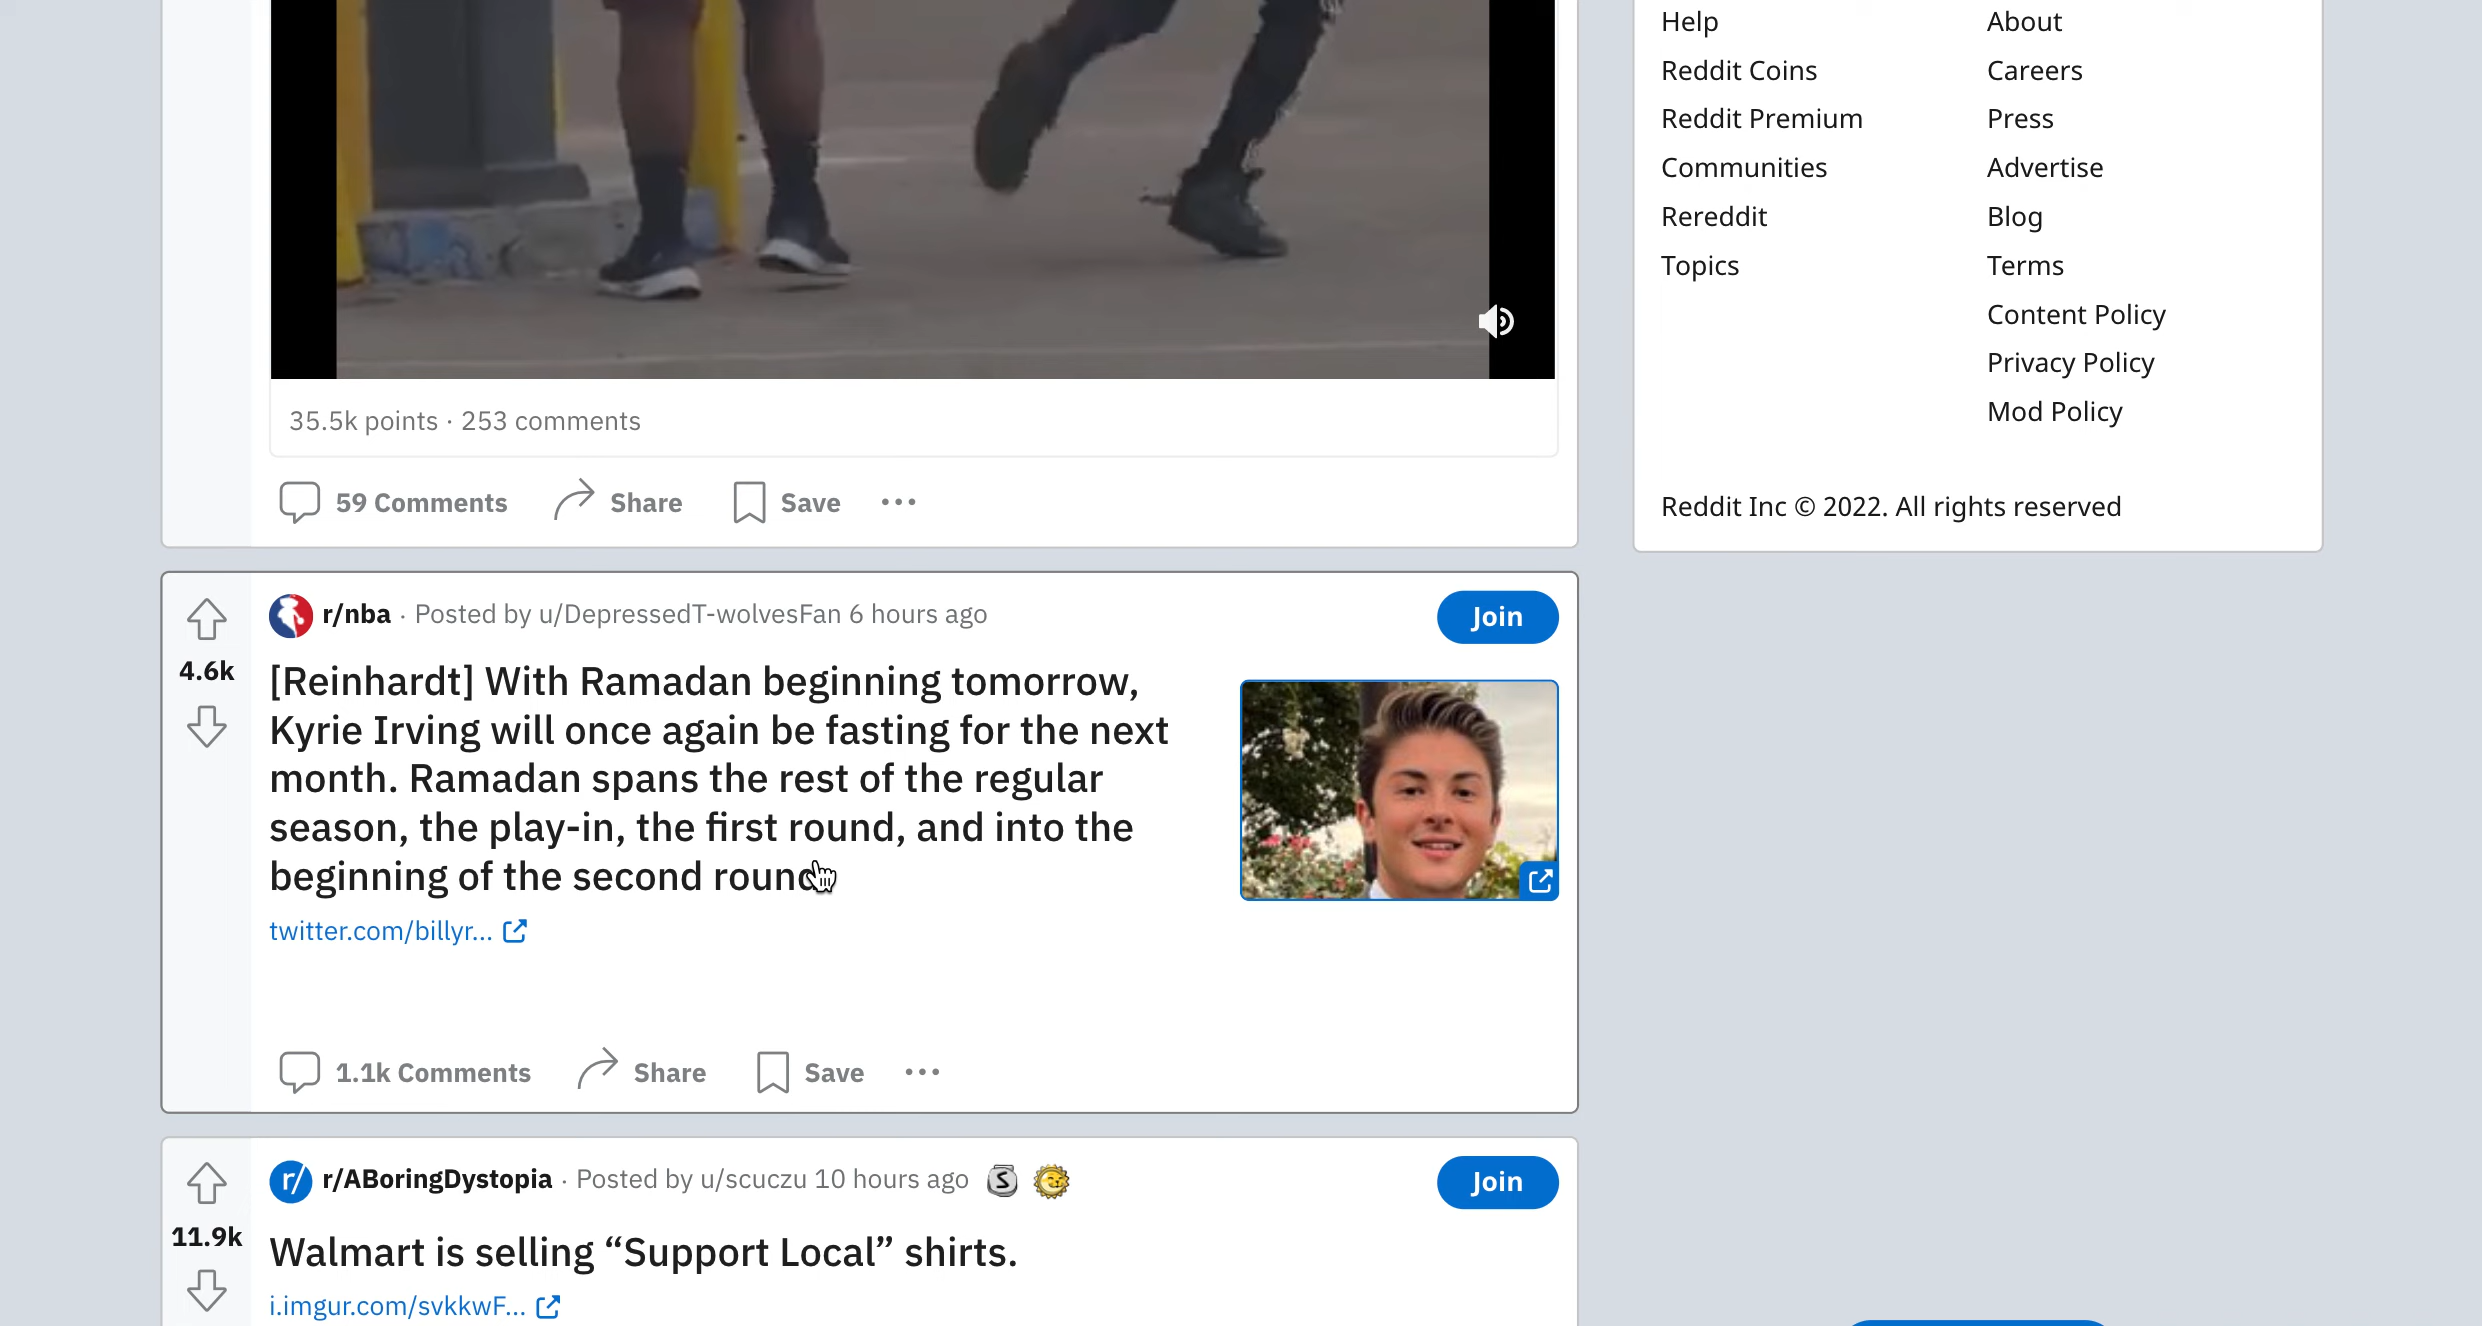 35.5k points · 253 comments
59 Comments
Share
Save
r/nba · Posted by u/DepressedT-wolvesFan 6 hours ago
Join
4.6k
[Reinhardt] With Ramadan beginning tomorrow,
Kyrie Irving will once again be fasting for the next
month. Ramadan spans the rest of the regular
season, the play-in, the first round, and into the
beginning of the second round
twitter.com/billyr...
1.1k Comments
Share
Save
r/
r/ABoringDystopia · Posted by u/scuczu 10 hours ago
S
Join
11.9k
Walmart is selling “Support Local” shirts.
i.imgur.com/svkkwF...
Help
Reddit Coins
Reddit Premium
Communities
Rereddit
Topics
About
Careers
Press
Advertise
Blog
Terms
Content Policy
Privacy Policy
Mod Policy
Reddit Inc © 2022. All rights reserved